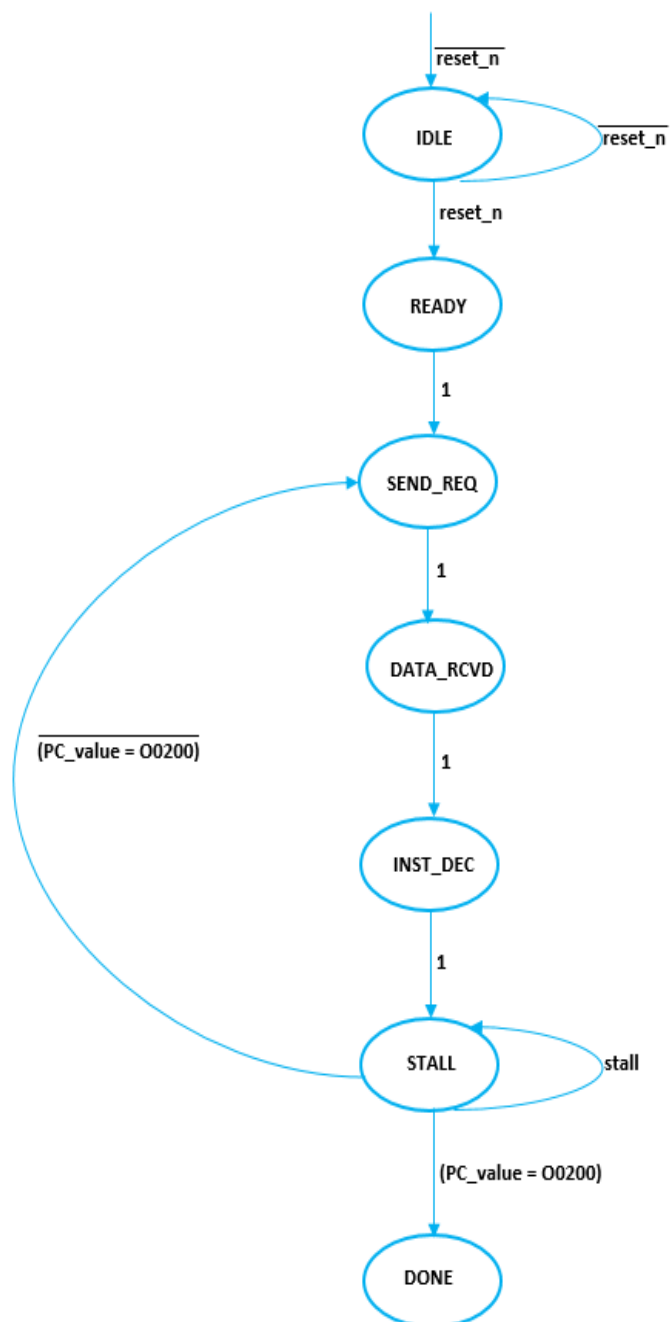 reset_n
IDLE
reset_n
reset_n
READY
1
SEND_REQ
1
DATA_RCVD
(PC_value = O0200)
1
INST_DEC
1
STALL
stall
(PC_value = O0200)
DONE